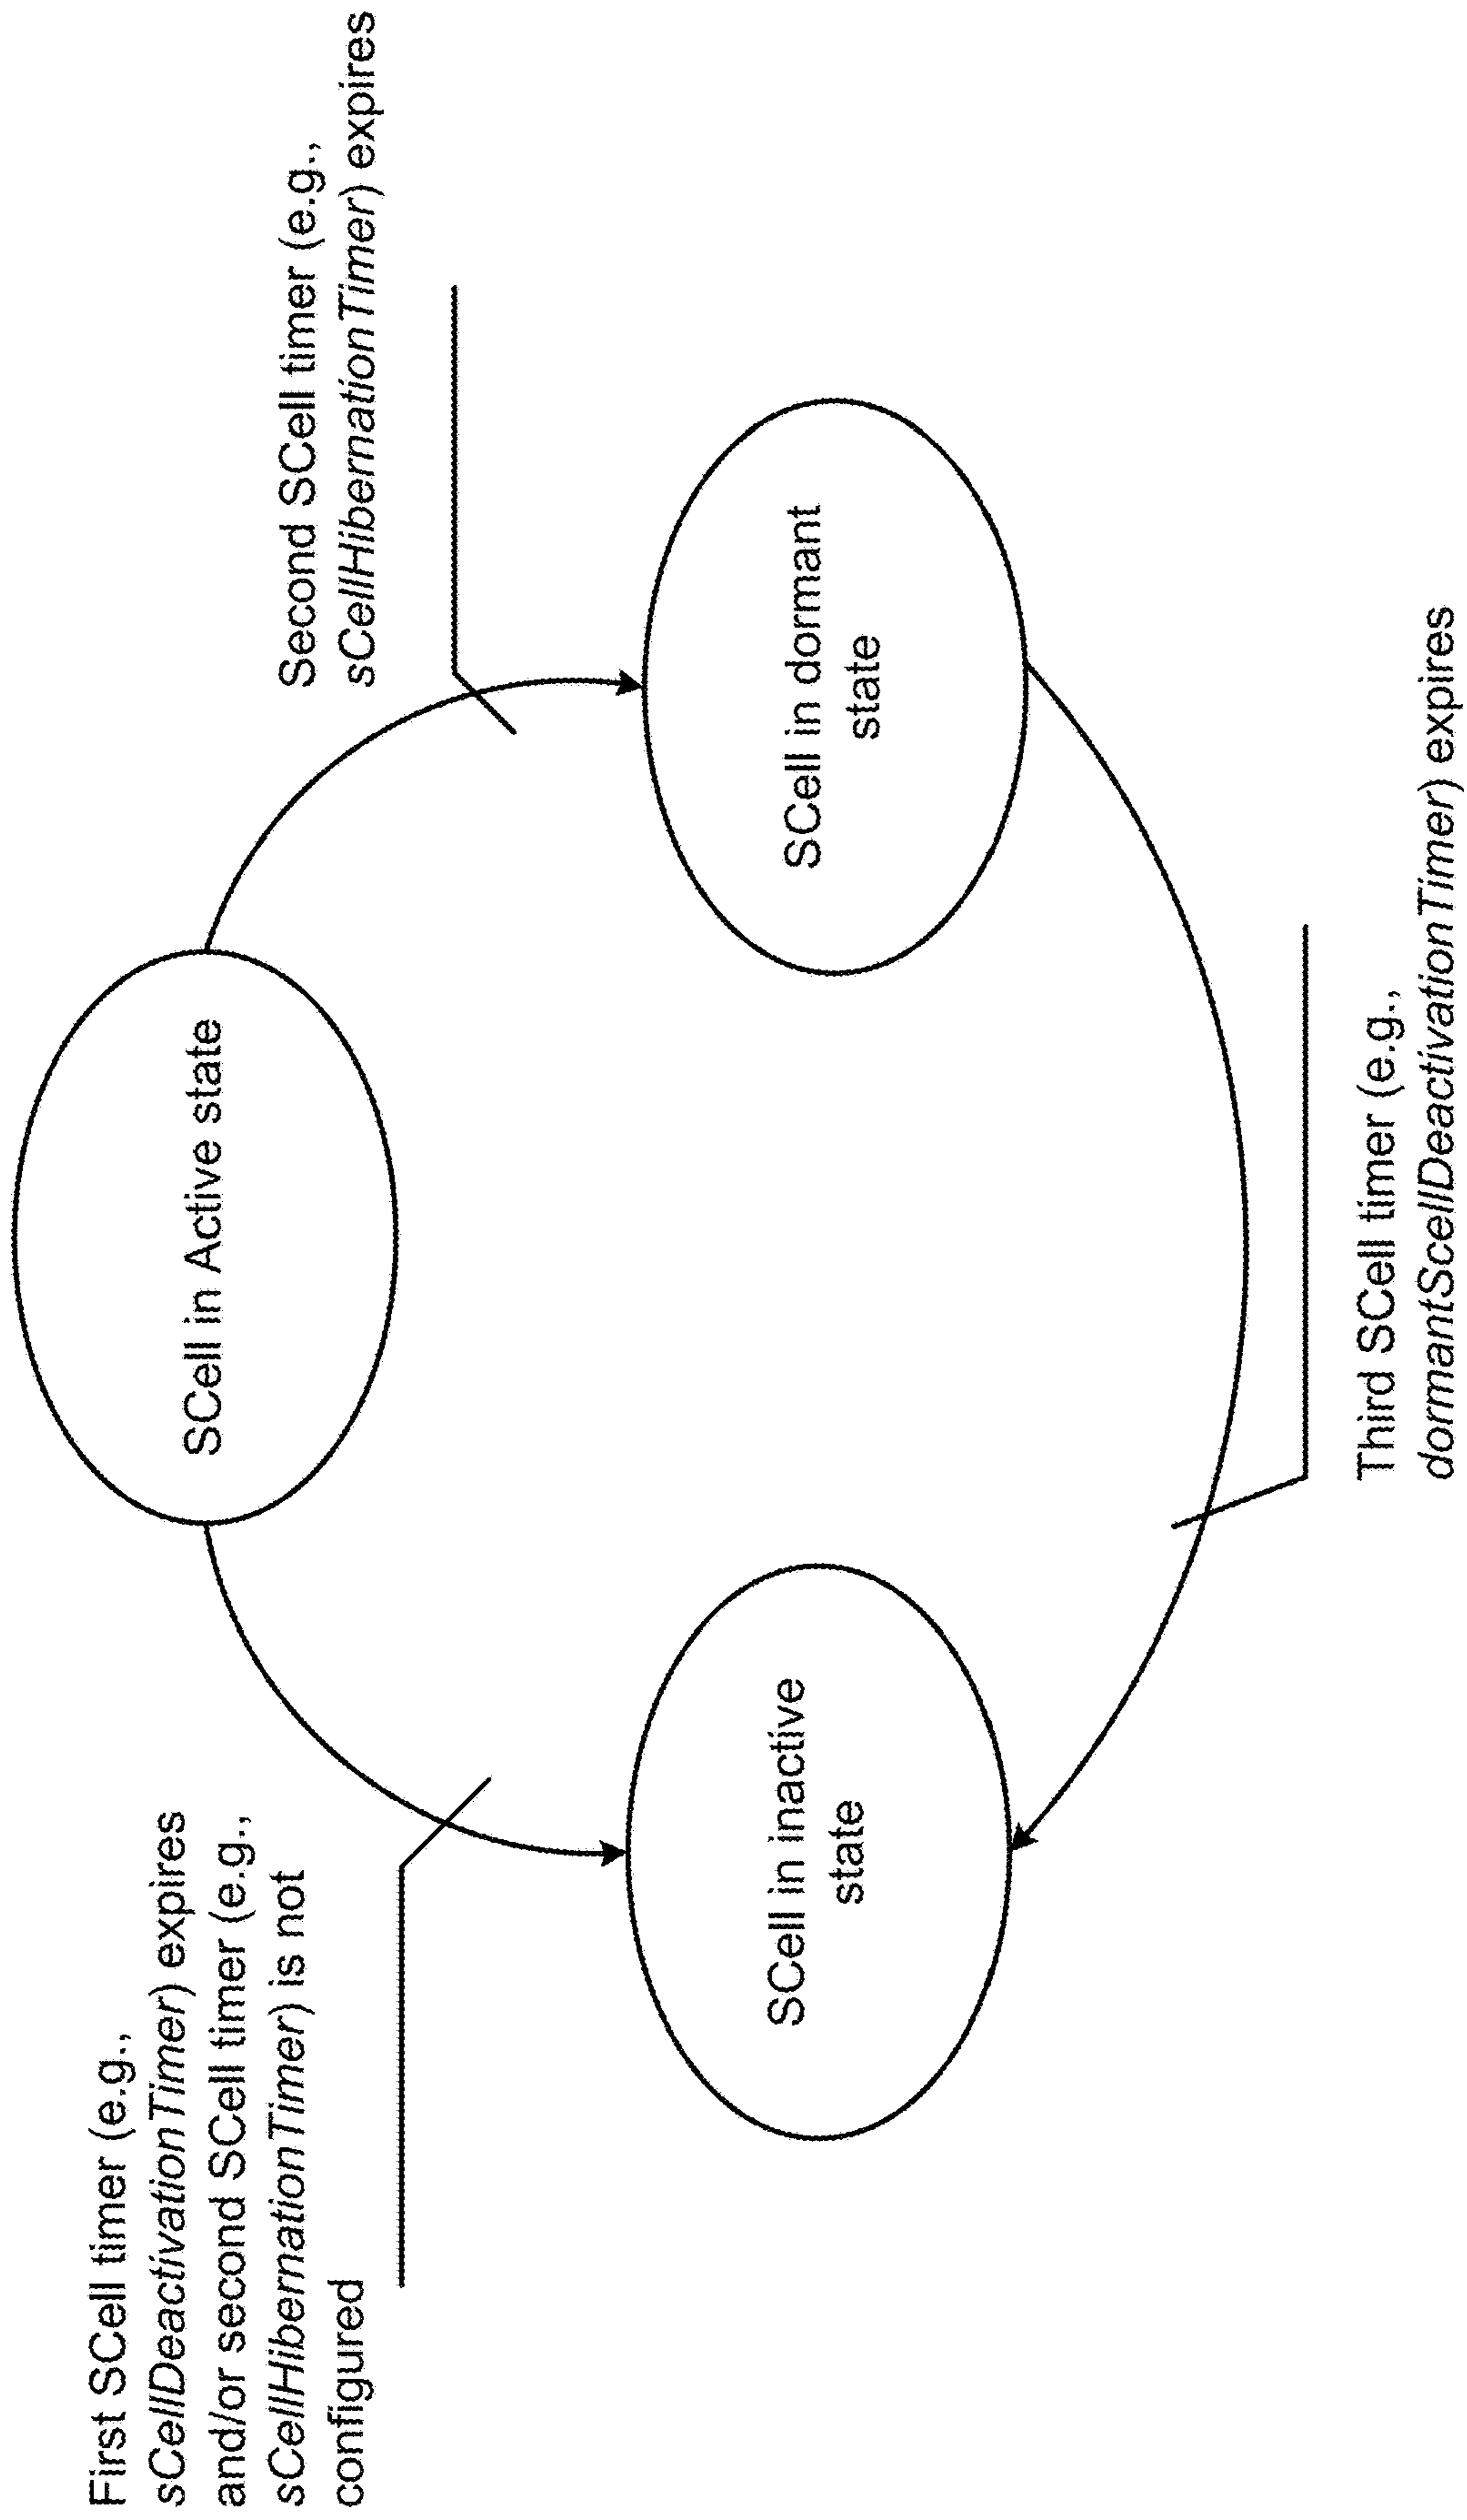 First SCell timer (e.g.,
sCellDeactivationTimer) expires
and/or second SCell timer (e.g.,
sCellHibernationTimer) is not
configured
SCell in Active state
Second SCell timer (e.g.,
sCellHibernationTimer) expires
SCell in inactive
state
SCell in dormant
state
Third SCell timer (e.g.,
dormantScellDeactivationTimer) expires